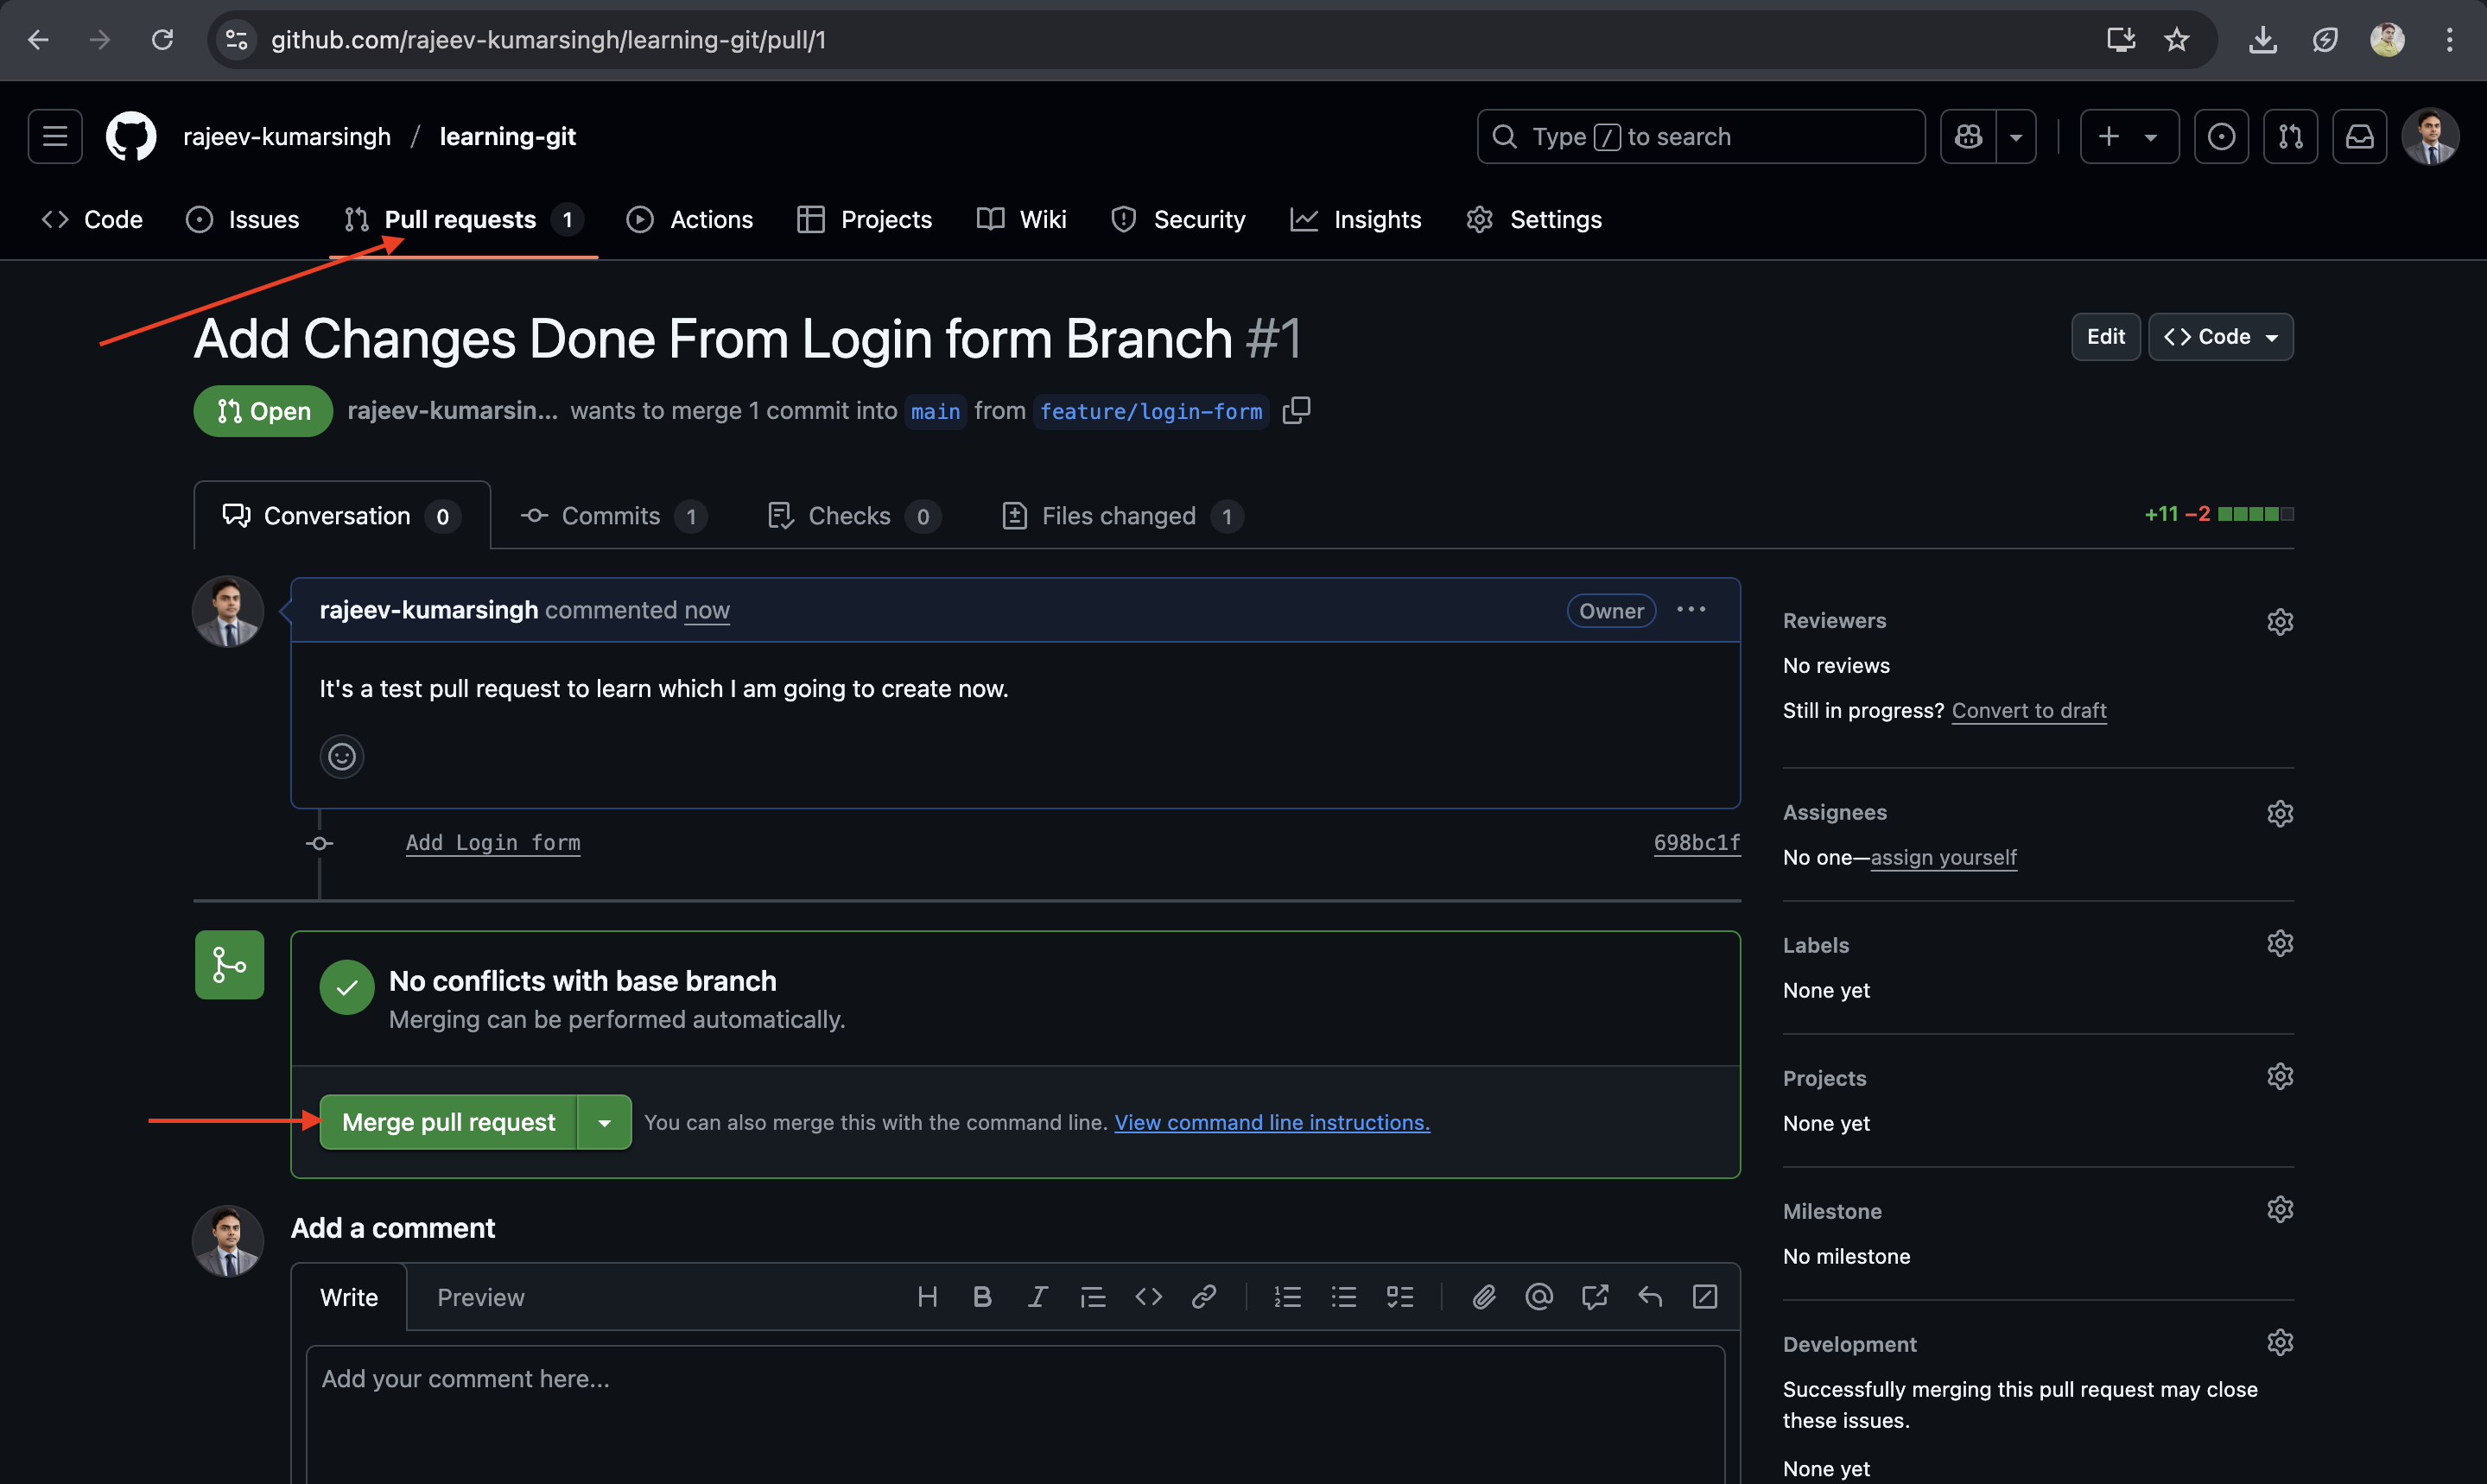 github.com/rajeev-kumarsingh/learning-git/pull/1
rajeev-kumarsingh / learning-git
Type / to search
Code
Issues
Pull requests 1
Actions
Projects
Wiki
Security
Insights
Settings
Add Changes Done From Login form Branch #1
Edit
Code
Open
rajeev-kumarsin... wants to merge 1 commit into main from feature/login-form
Conversation 0
Commits 1
Checks 0
Files changed 1
+11 −2
rajeev-kumarsingh commented now
Owner
It's a test pull request to learn which I am going to create now.
Add Login form
698bc1f
No conflicts with base branch
Merging can be performed automatically.
Merge pull request
You can also merge this with the command line. View command line instructions.
Add a comment
Write
Preview
Add your comment here...
Reviewers
No reviews
Still in progress? Convert to draft
Assignees
No one—assign yourself
Labels
None yet
Projects
None yet
Milestone
No milestone
Development
Successfully merging this pull request may close
these issues.
None yet